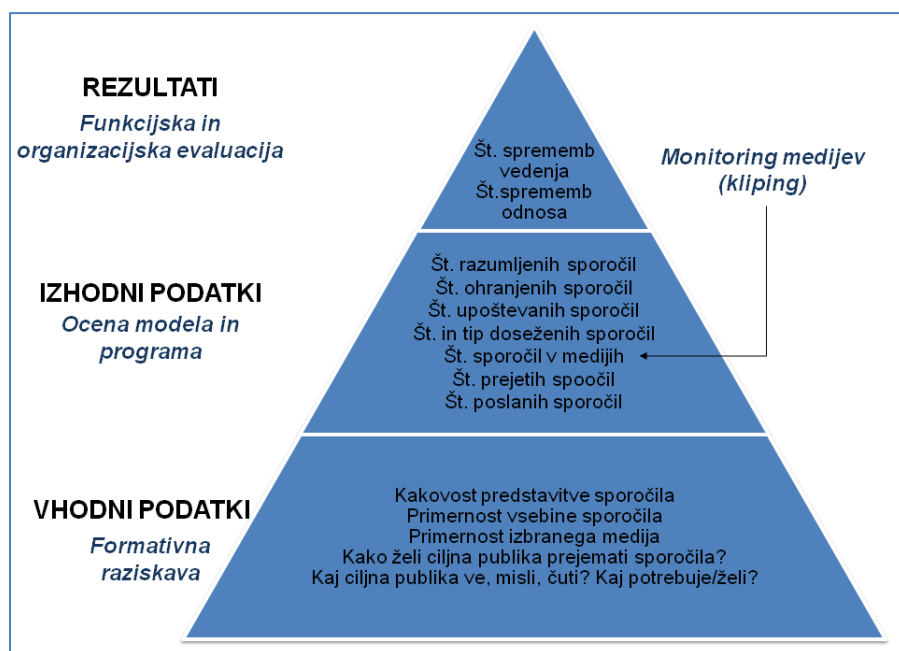 REZULTATI
Funkcijska in
organizacijska evaluacija
Št. sprememb
vedenja
Št.sprememb
odnosa
Monitoring medijev
(kliping)
IZHODNI PODATKI
Ocena modela in
programa
Št. razumljenih sporočil
Št. ohranjenih sporočil
Št. upoštevanih sporočil
Št. in tip doseženih sporočil
Št. sporočil v medijih
Št. prejetih spoočil
Št. poslanih sporočil
VHODNI PODATKI
Formativna
raziskava
Kakovost predstavitve sporočila
Primernost vsebine sporočila
Primernost izbranega medija
Kako želi ciljna publika prejemati sporočila?
Kaj ciljna publika ve, misli, čuti? Kaj potrebuje/želi?